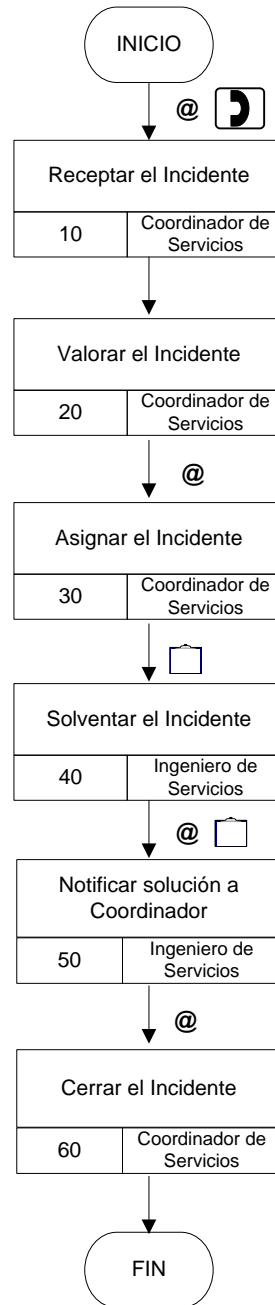 INICIO
@
Receptar el Incidente
10
Coordinador de
Servicios
Valorar el Incidente
20
Coordinador de
Servicios
@
Asignar el Incidente
30
Coordinador de
Servicios
Solventar el Incidente
40
Ingeniero de
Servicios
@
Notificar solución a
Coordinador
50
Ingeniero de
Servicios
@
Cerrar el Incidente
60
Coordinador de
Servicios
FIN